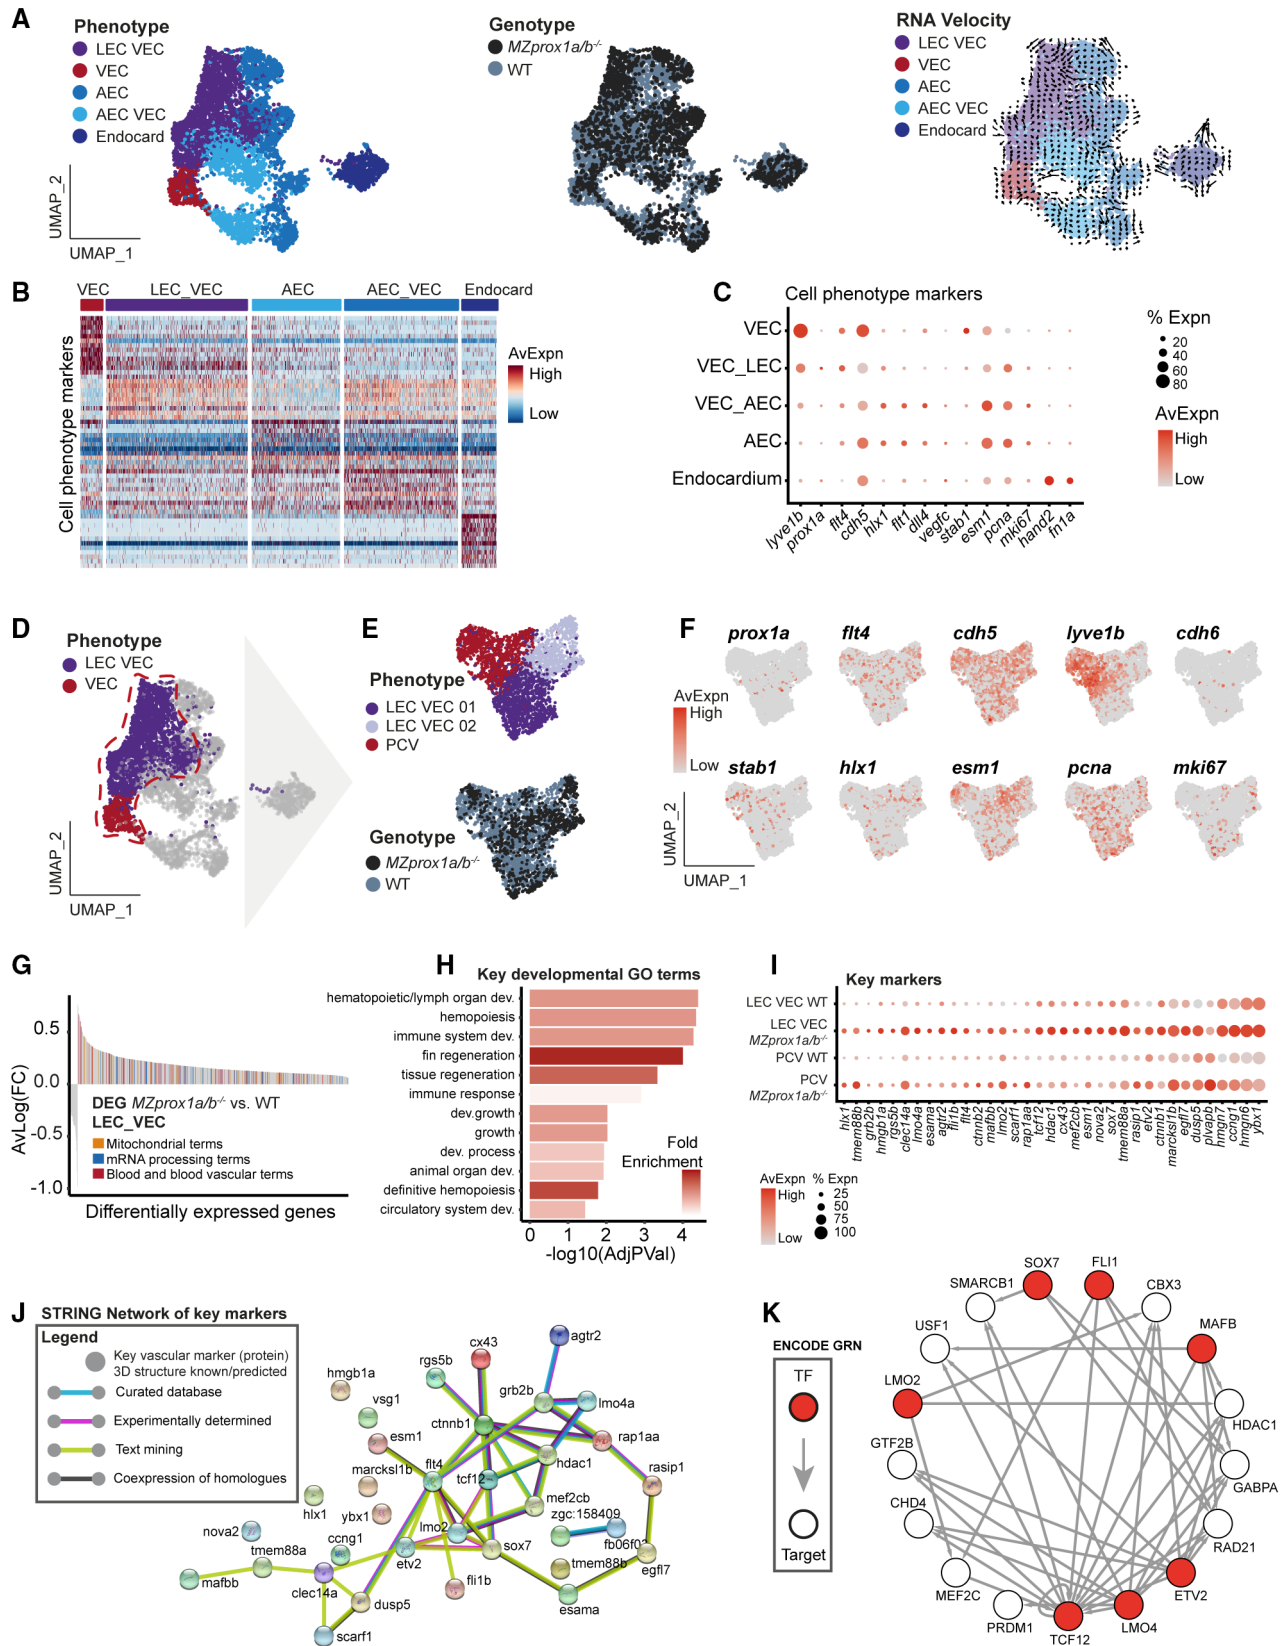 A
Phenotype
LEC VEC
VEC
AEC
AEC VEC
Endocard
UMAP_2
UMAP_1
Genotype
MZprox1a/b-/-
WT
RNA Velocity
LEC VEC
VEC
AEC
AEC VEC
Endocard
B
VEC
LEC_VEC
AEC
AEC_VEC
Endocard
Cell phenotype markers
AvExpn
High
Low
C
Cell phenotype markers
VEC
VEC_LEC
VEC_AEC
AEC
Endocardium
lyve1b
prox1a
flt4
cdh5
hlx1
flt1
dll4
vegfc
stab1
esm1
pcna
mki67
hand2
fn1a
% Expn
20
40
60
80
AvExpn
High
Low
D
Phenotype
LEC VEC
VEC
UMAP_2
UMAP_1
E
Phenotype
LEC VEC 01
LEC VEC 02
PCV
Genotype
MZprox1a/b-/-
WT
F
prox1a
flt4
cdh5
lyve1b
cdh6
AvExpn
High
Low
stab1
hlx1
esm1
pcna
mki67
UMAP_2
UMAP_1
G
AvLog(FC)
0.5
0.0
-0.5
-1.0
DEG MZprox1a/b-/- vs. WT
LEC_VEC
Mitochondrial terms
mRNA processing terms
Blood and blood vascular terms
Differentially expressed genes
H
Key developmental GO terms
hematopoietic/lymph organ dev.
hemopoiesis
immune system dev.
fin regeneration
tissue regeneration
immune response
dev.growth
growth
dev. process
animal organ dev.
definitive hemopoiesis
circulatory system dev.
Fold
Enrichment
0 1 2 3 4
-log10(AdjPVal)
I
Key markers
LEC VEC WT
LEC VEC
MZprox1a/b-/-
PCV WT
PCV
MZprox1a/b-/-
hlx1
tmem88b
grb2b
hmgb1a
rgs5b
clec14a
lmo4a
esama
agtr2
fli1b
flt4
ctnnb2
mafbb
lmo2
scarf1
rap1aa
tcf12
hdac1
cx43
mef2cb
esm1
nova2
sox7
tmem88a
rasip1
etv2
ctnnb1
marcksl1b
egfl7
dusp5
plvapb
hmgn7
ccng1
hmgn6
ybx1
AvExpn
High
Low
% Expn
25
50
75
100
J
STRING Network of key markers
Legend
Key vascular marker (protein)
3D structure known/predicted
Curated database
Experimentally determined
Text mining
Coexpression of homologues
agtr2
cx43
rgs5b
hmgb1a
grb2b
lmo4a
vsg1
ctnnb1
esm1
rap1aa
hdac1
marcksl1b
flt4
tcf12
rasip1
hlx1
ybx1
mef2cb
zgc:158409
lmo2
nova2
ccng1
etv2
sox7
fb06f03
tmem88a
tmem88b
egfl7
mafbb
clec14a
fli1b
dusp5
esama
scarf1
K
ENCODE GRN
TF
Target
SOX7
FLI1
SMARCB1
CBX3
USF1
MAFB
LMO2
HDAC1
GTF2B
GABPA
CHD4
RAD21
MEF2C
ETV2
PRDM1
LMO4
TCF12